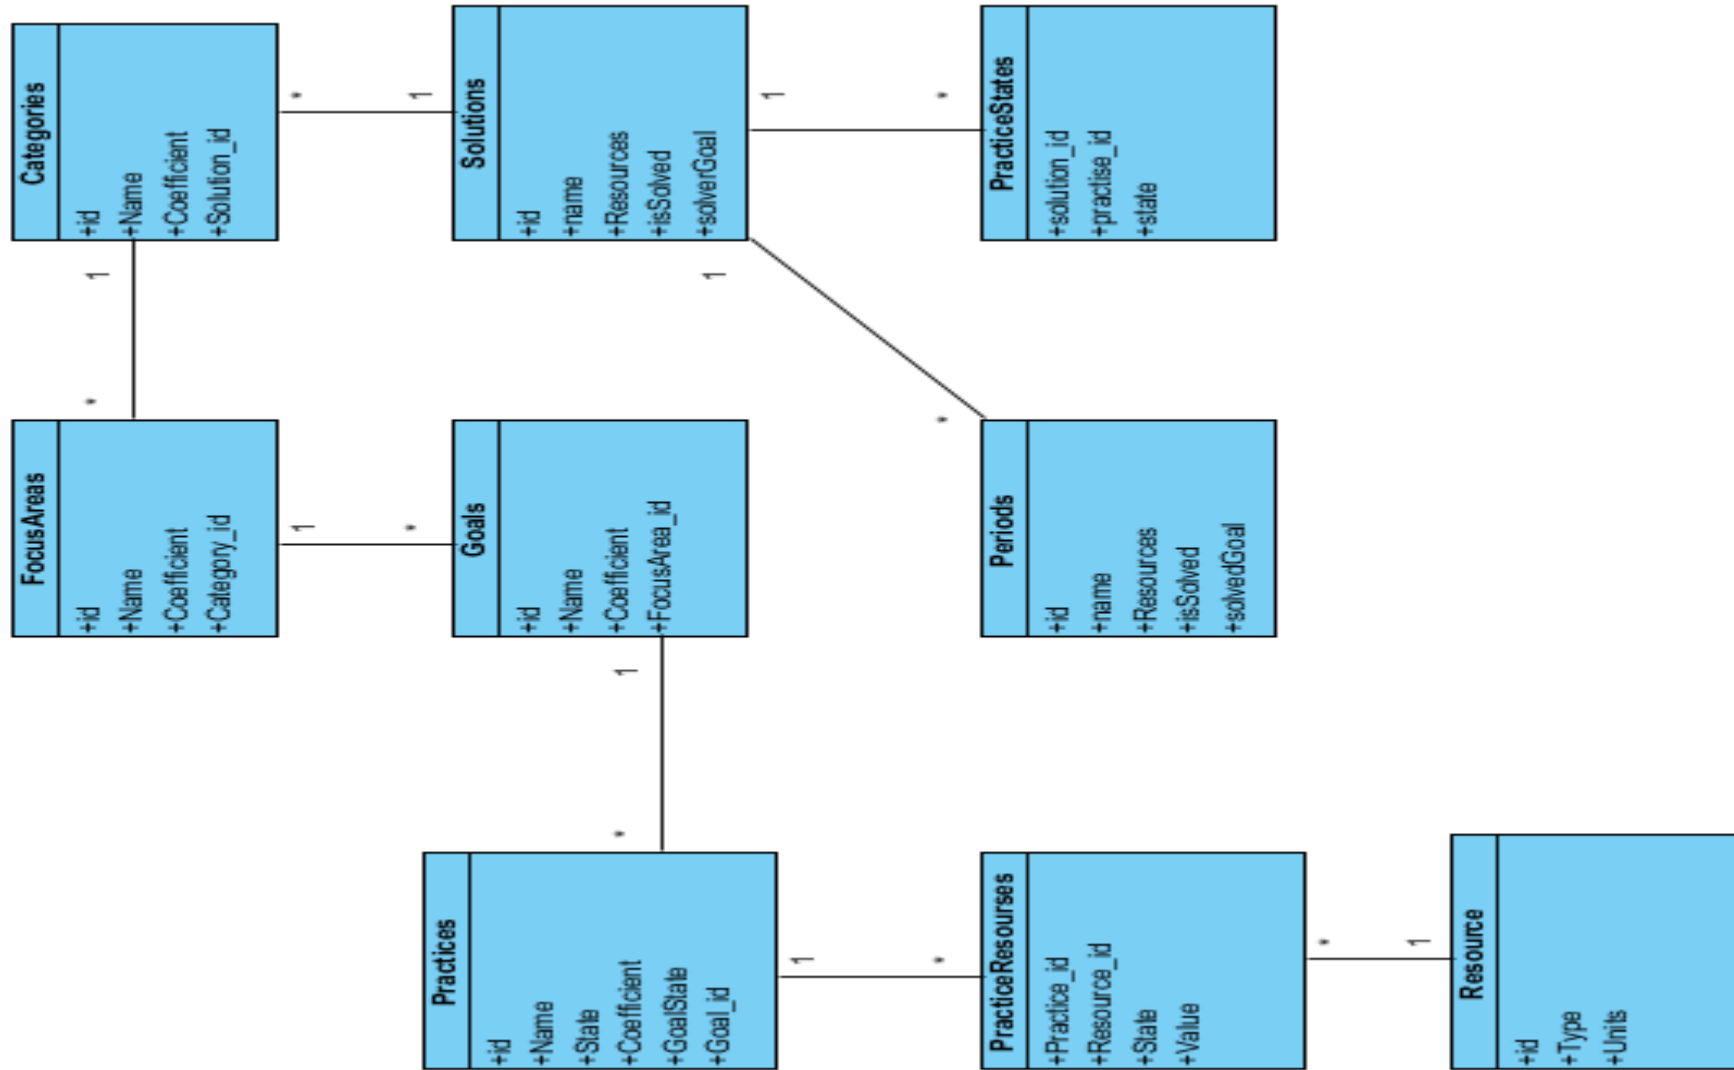 Categories
+id
+Name
+Coefficient
+Solution_id
*
1
Solutions
+id
+name
+Resources
+isSolved
+solverGoal
1
*
PracticeStates
+solution_id
+practise_id
+state
1
*
1
*
FocusAreas
+id
+Name
+Coefficient
+Category_id
1
*
Goals
+id
+Name
+Coefficient
+FocusArea_id
Periods
+id
+name
+Resources
+isSolved
+solvedGoal
1
*
Practices
+id
+Name
+State
+Coefficient
+GoalState
+Goal_id
1
*
PracticeResourses
+Practice_id
+Resource_id
+State
+Value
*
1
Resource
+id
+Type
+Units